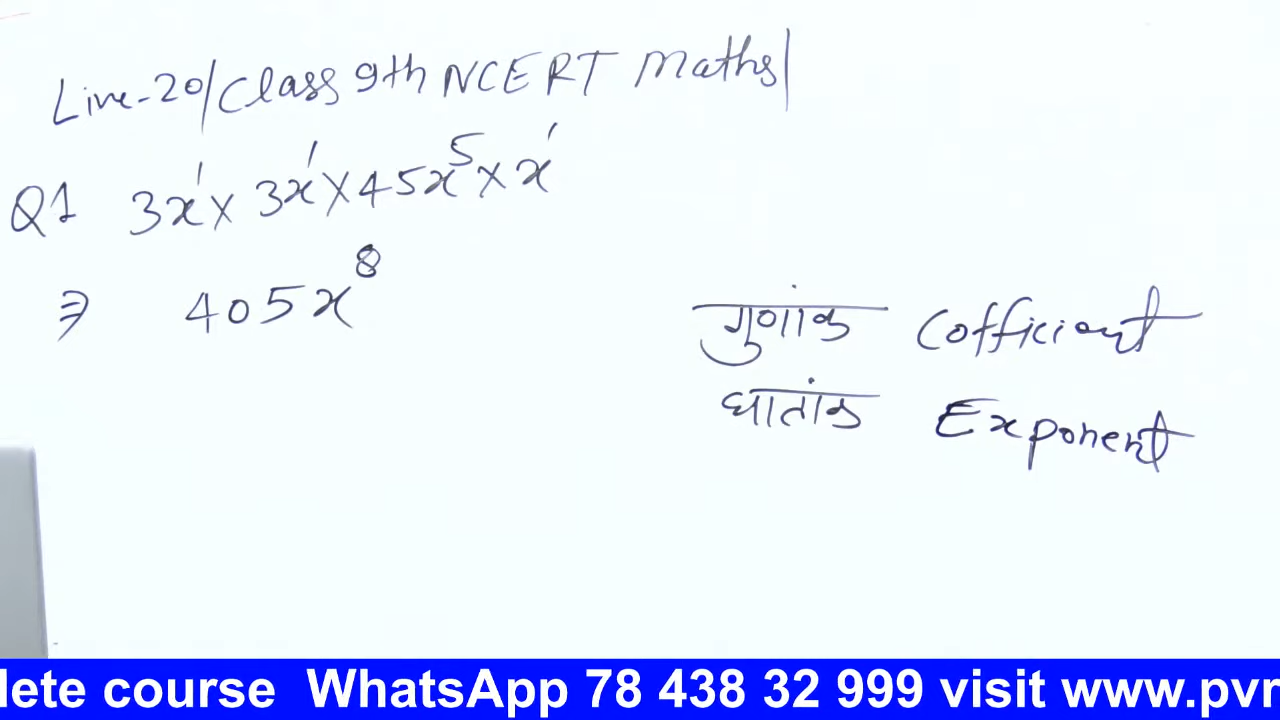 Live-20/Class 9th NCERT Maths/
Q1 3x¹ × 3x¹ × 45x⁵ × x¹
⇒ 405x⁸
गुणांक Cofficient
घातांक Exponent
lete course WhatsApp 78 438 32 999 visit www.pvr